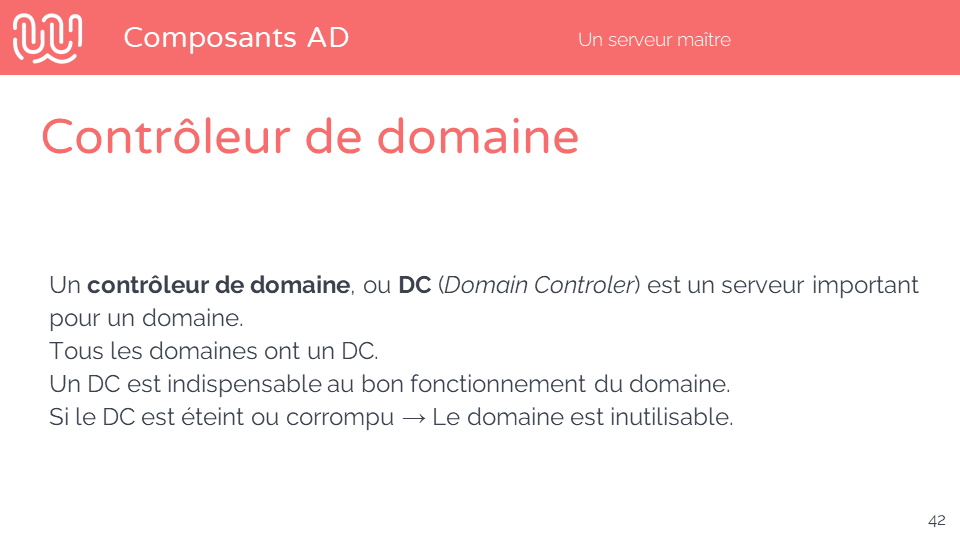 Composants AD
Un serveur maître
Contrôleur de domaine
Un contrôleur de domaine, ou DC (Domain Controler) est un serveur important
pour un domaine.
Tous les domaines ont un DC.
Un DC est indispensable au bon fonctionnement du domaine.
Si le DC est éteint ou corrompu → Le domaine est inutilisable.
42